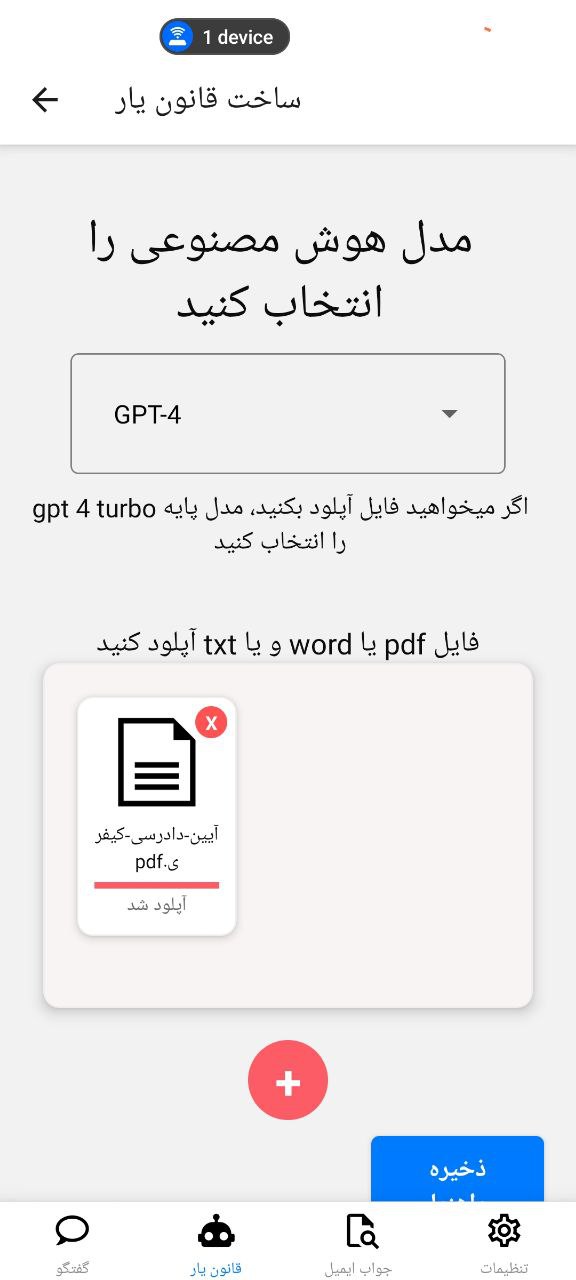 1 device
ساخت قانون یار
مدل هوش مصنوعی را
انتخاب کنید
GPT-4
اگر میخواهید فایل آپلود بکنید، مدل پایه gpt 4 turbo
را انتخاب کنید
فایل pdf یا word و یا txt آپلود کنید
X
آیین-دادرسی-کیفر
ی.pdf
آپلود شد
+
ذخیره
گفتگو
قانون یار
جواب ایمیل
تنظیمات